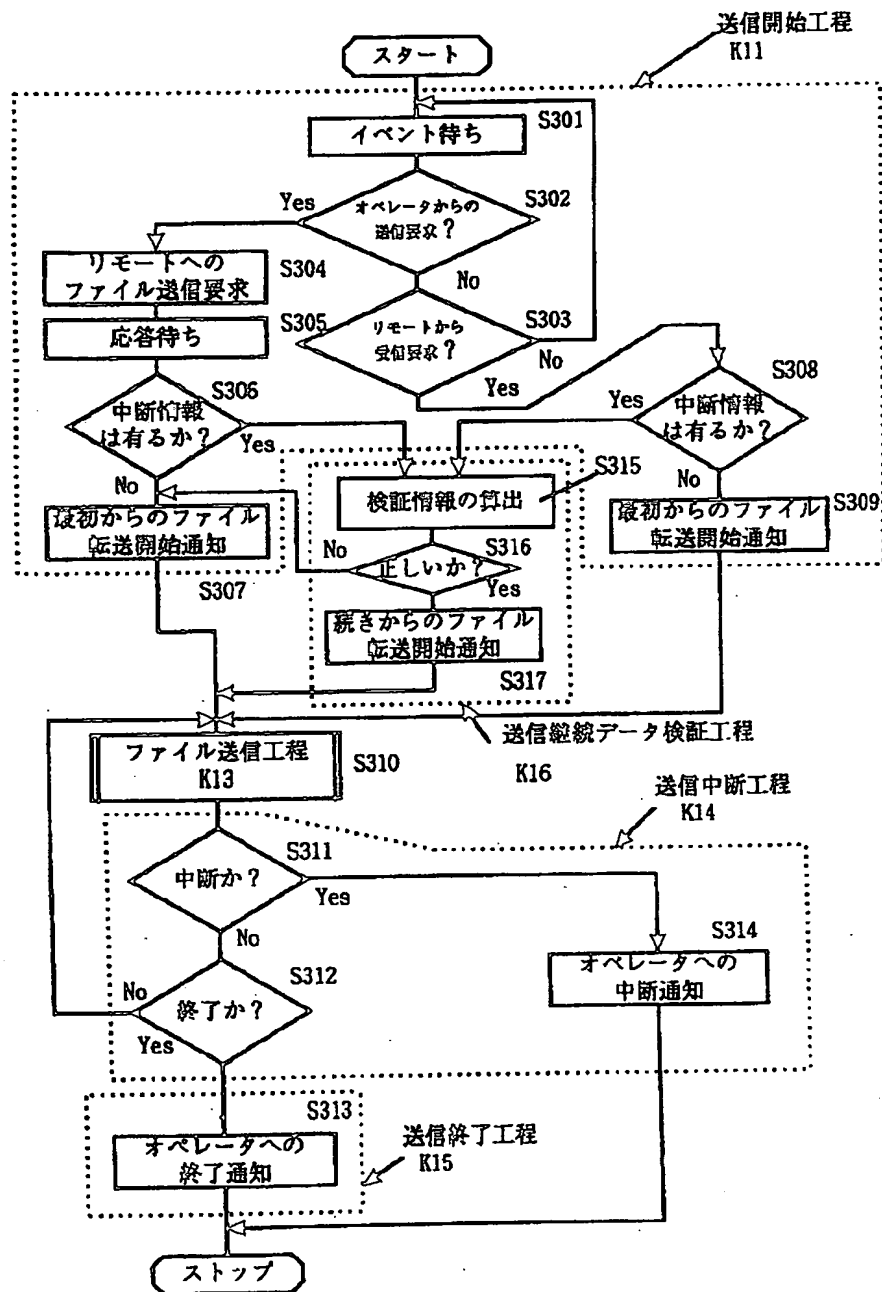 送信開始工程
K11
スタート
イベント待ち
S301
Yes
オペレータからの
送信要求?
S302
No
リモートへの
ファイル送信要求
S304
応答待ち
S305
リモートから
受信要求?
S303
No
Yes
S306
中断情報
は有るか?
Yes
No
S308
中断情報
は有るか?
Yes
No
検証情報の算出
S315
最初からのファイル
転送開始通知
S307
最初からのファイル
転送開始通知
S309
No
正しいか?
S316
Yes
続きからのファイル
転送開始通知
S317
送信継続データ検証工程
K16
ファイル送信工程
K13
S310
送信中断工程
K14
中断か?
S311
Yes
No
S314
オペレータへの
中断通知
S312
終了か?
No
Yes
S313
オペレータへの
終了通知
送信終了工程
K15
ストップ